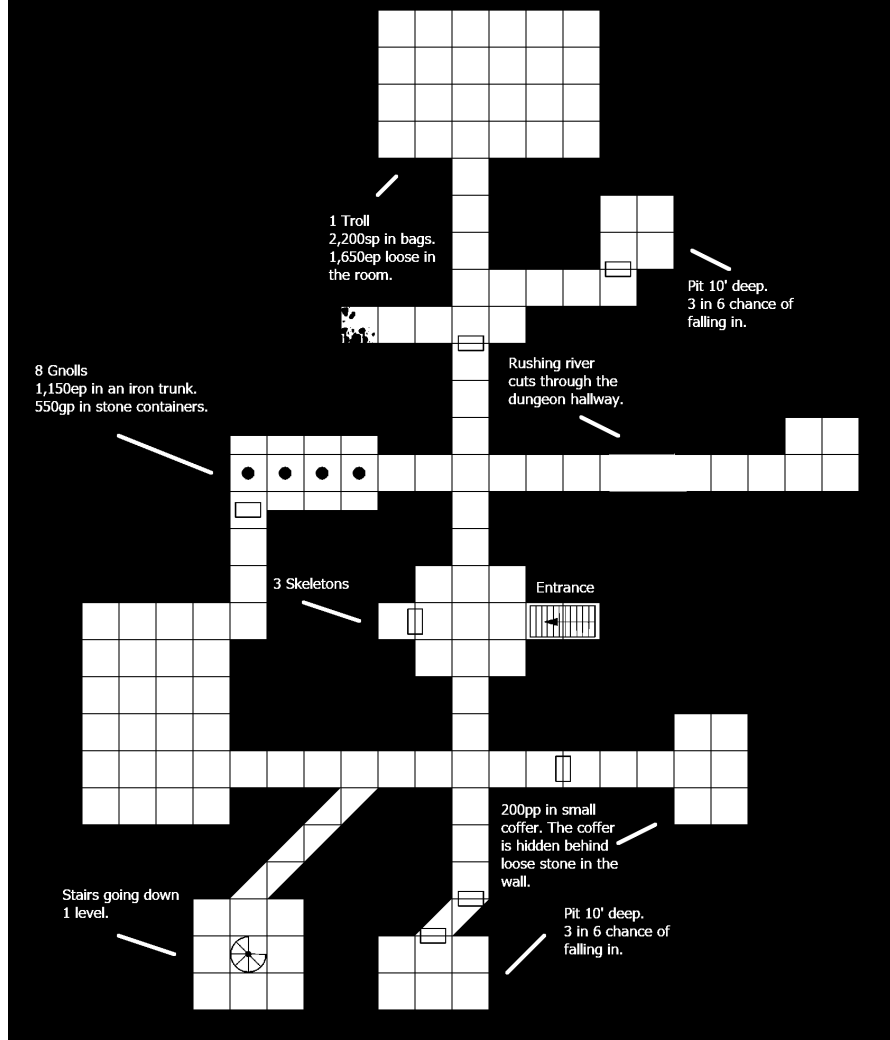 1 Troll
2,200sp in bags.
1,650ep loose in
the room.
Pit 10' deep.
3 in 6 chance of
falling in.
Rushing river
cuts through the
dungeon hallway.
8 Gnolls
1,150ep in an iron trunk.
550gp in stone containers.
3 Skeletons
Entrance
200pp in small
coffer. The coffer
is hidden behind
loose stone in the
wall.
Stairs going down
1 level.
Pit 10' deep.
3 in 6 chance of
falling in.